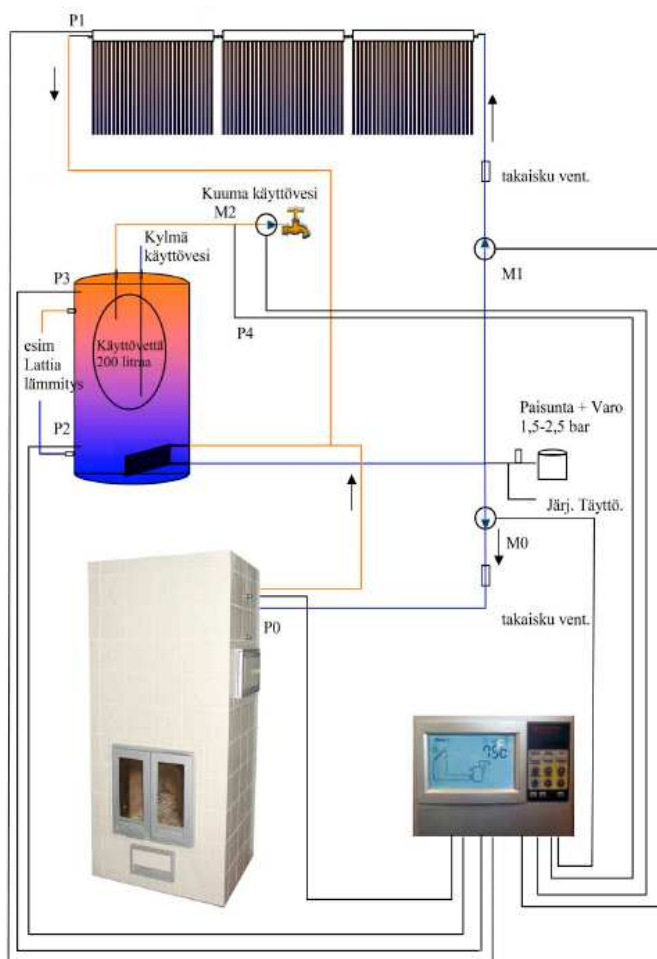 P1
takaisku vent.
Kuuma käyttövesi
M2
Kylmä
käyttövesi
M1
P3
P4
esim
Lattia
lämmitys
Käyttövettä
200 litraa
Paisunta + Varo
1,5-2,5 bar
P2
Järj. Täyttö.
M0
P0
takaisku vent.